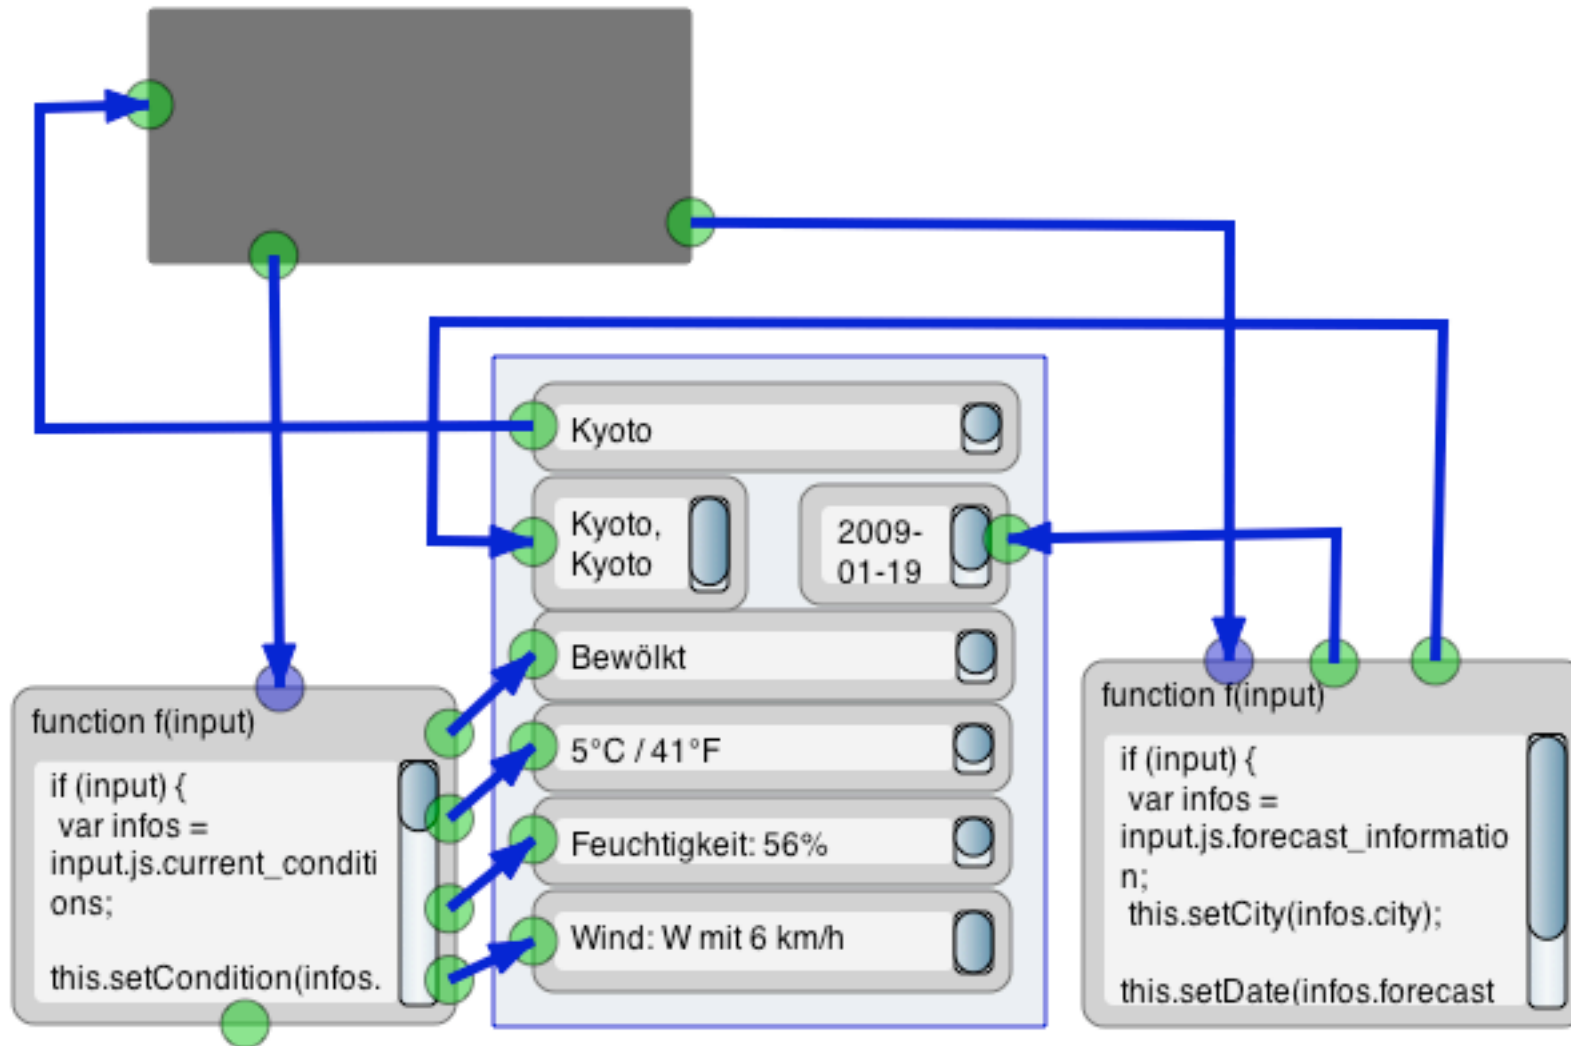 Kyoto
Kyoto,
Kyoto
2009-
01-19
Bewölkt
5°C / 41°F
Feuchtigkeit: 56%
Wind: W mit 6 km/h
function f(input)
if (input) {
var infos =
input.js.current_conditi
ons;
this.setCondition(infos.
function f(input)
if (input) {
var infos =
input.js.forecast_informatio
n;
this.setCity(infos.city);
this.setDate(infos.forecast